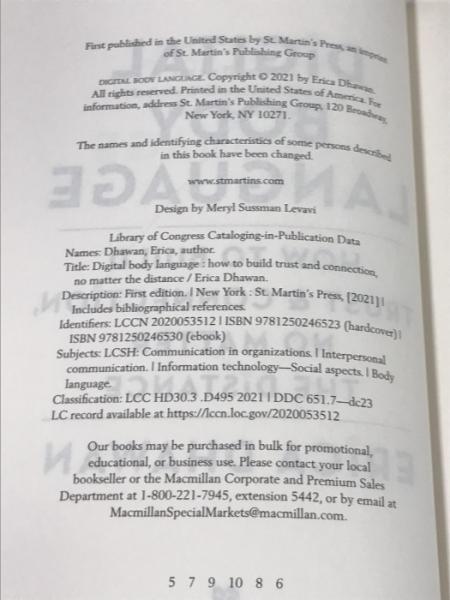 First published in the United States by St. Martin's Press, an imprint
of St. Martin's Publishing Group
DIGITAL BODY LANGUAGE. Copyright © 2021 by Erica Dhawan.
All rights reserved. Printed in the United States of America. For
information, address St. Martin's Publishing Group, 120 Broadway,
New York, NY 10271.
The names and identifying characteristics of some persons described
in this book have been changed.
www.stmartins.com
Design by Meryl Sussman Levavi
Library of Congress Cataloging-in-Publication Data
Names: Dhawan, Erica, author.
Title: Digital body language : how to build trust and connection,
no matter the distance / Erica Dhawan.
Description: First edition. | New York : St. Martin's Press, [2021] |
Includes bibliographical references.
Identifiers: LCCN 2020053512 | ISBN 9781250246523 (hardcover) |
ISBN 9781250246530 (ebook)
Subjects: LCSH: Communication in organizations. | Interpersonal
communication. | Information technology—Social aspects. | Body
language.
Classification: LCC HD30.3 .D495 2021 | DDC 651.7—dc23
LC record available at https://lccn.loc.gov/2020053512
Our books may be purchased in bulk for promotional,
educational, or business use. Please contact your local
bookseller or the Macmillan Corporate and Premium Sales
Department at 1-800-221-7945, extension 5442, or by email at
MacmillanSpecialMarkets@macmillan.com.
5 7 9 10 8 6